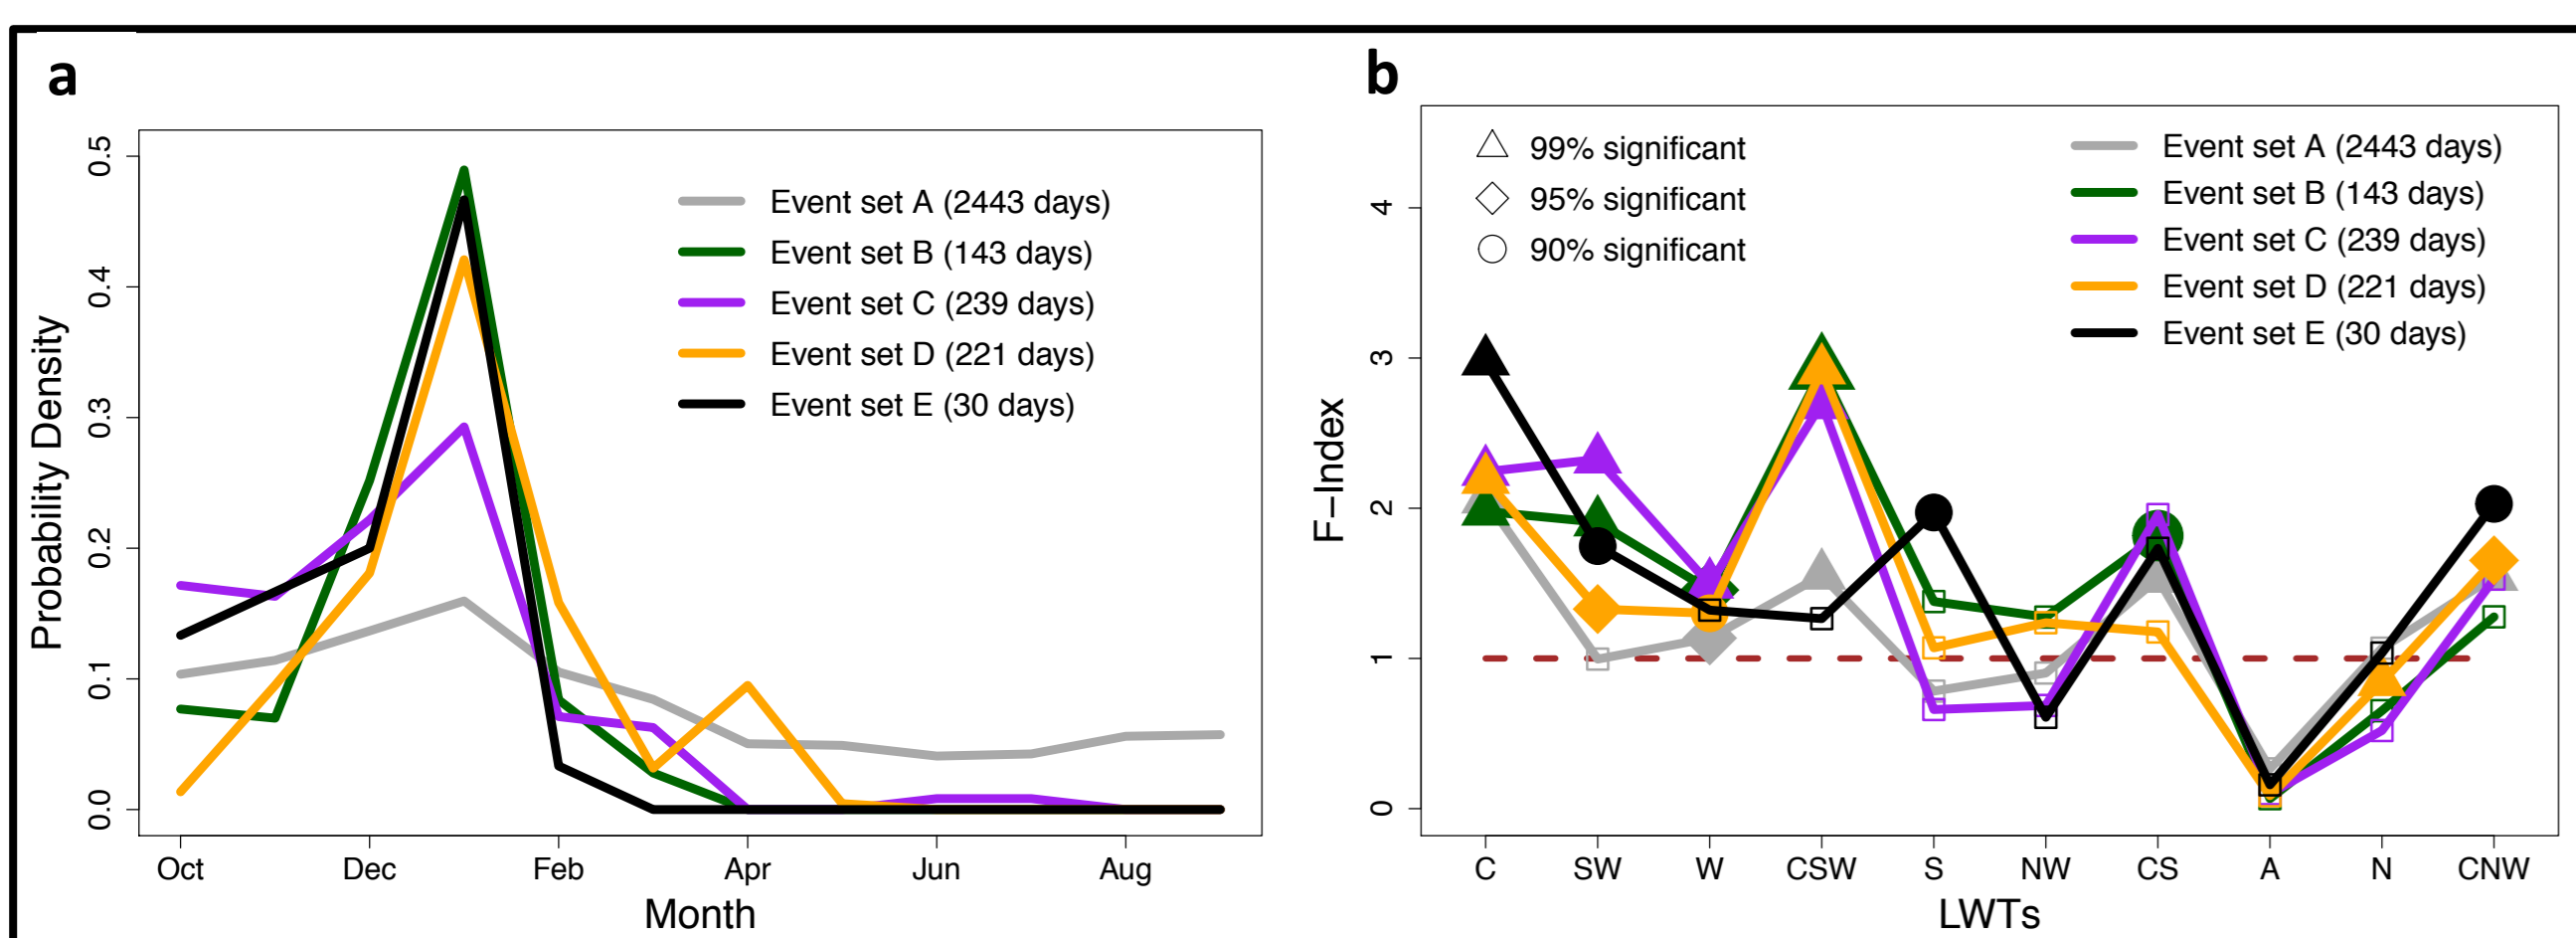 a
0.5
0.4
0.3
0.2
0.1
0.0
Probability Density
Event set A (2443 days)
Event set B (143 days)
Event set C (239 days)
Event set D (221 days)
Event set E (30 days)
Oct Dec Feb Apr Jun Aug
Month
b
4
3
2
1
0
F-Index
99% significant
95% significant
90% significant
Event set A (2443 days)
Event set B (143 days)
Event set C (239 days)
Event set D (221 days)
Event set E (30 days)
C SW W CSW S NW CS A N CNW
LWTs